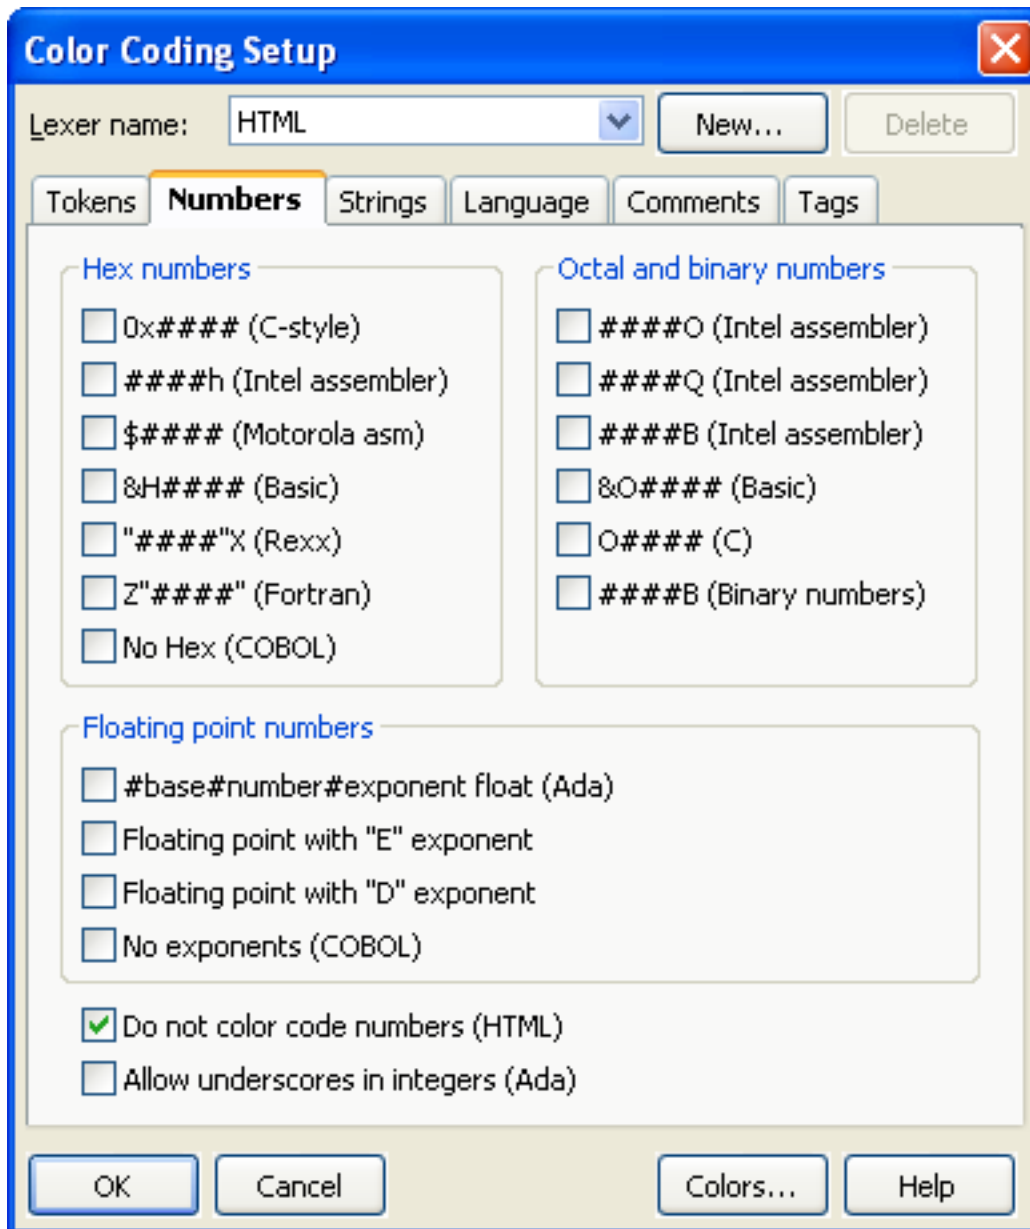 Color Coding Setup
Lexer name: HTML New... Delete
Tokens Numbers Strings Language Comments Tags
Hex numbers
0x#### (C-style)
####h (Intel assembler)
$#### (Motorola asm)
&H#### (Basic)
"####"X (Rexx)
Z"####" (Fortran)
No Hex (COBOL)
Octal and binary numbers
####O (Intel assembler)
####Q (Intel assembler)
####B (Intel assembler)
&O#### (Basic)
O#### (C)
####B (Binary numbers)
Floating point numbers
#base#number#exponent float (Ada)
Floating point with "E" exponent
Floating point with "D" exponent
No exponents (COBOL)
Do not color code numbers (HTML)
Allow underscores in integers (Ada)
OK Cancel Colors... Help